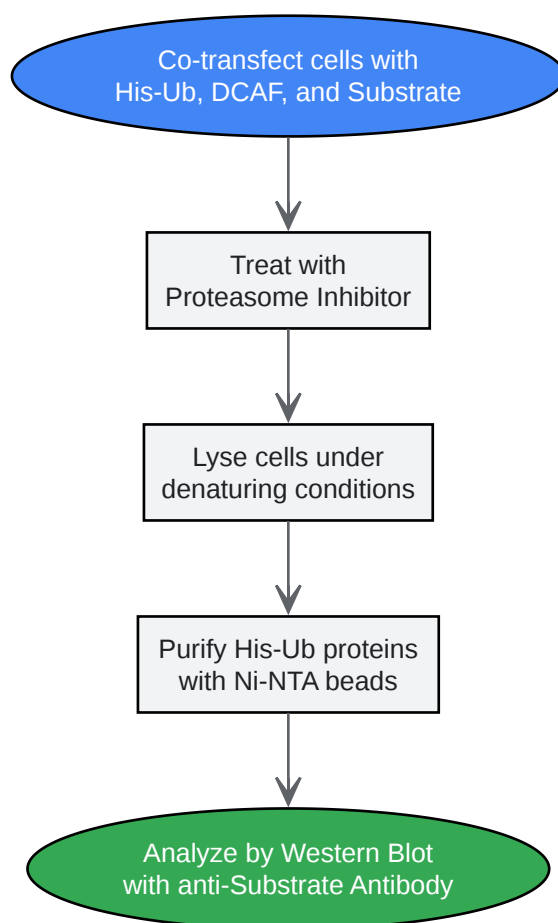 Co-transfect cells with
His-Ub, DCAF, and Substrate
Treat with
Proteasome Inhibitor
Lyse cells under
denaturing conditions
Purify His-Ub proteins
with Ni-NTA beads
Analyze by Western Blot
with anti-Substrate Antibody